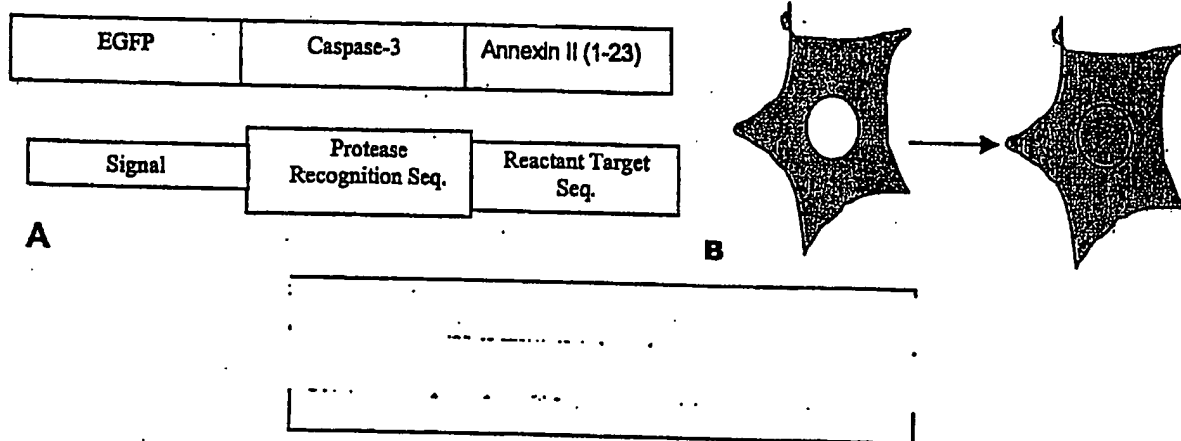 EGFP
Caspase-3
Annexin II (1-23)
Signal
Protease
Recognition Seq.
Reactant Target
Seq.
A
B